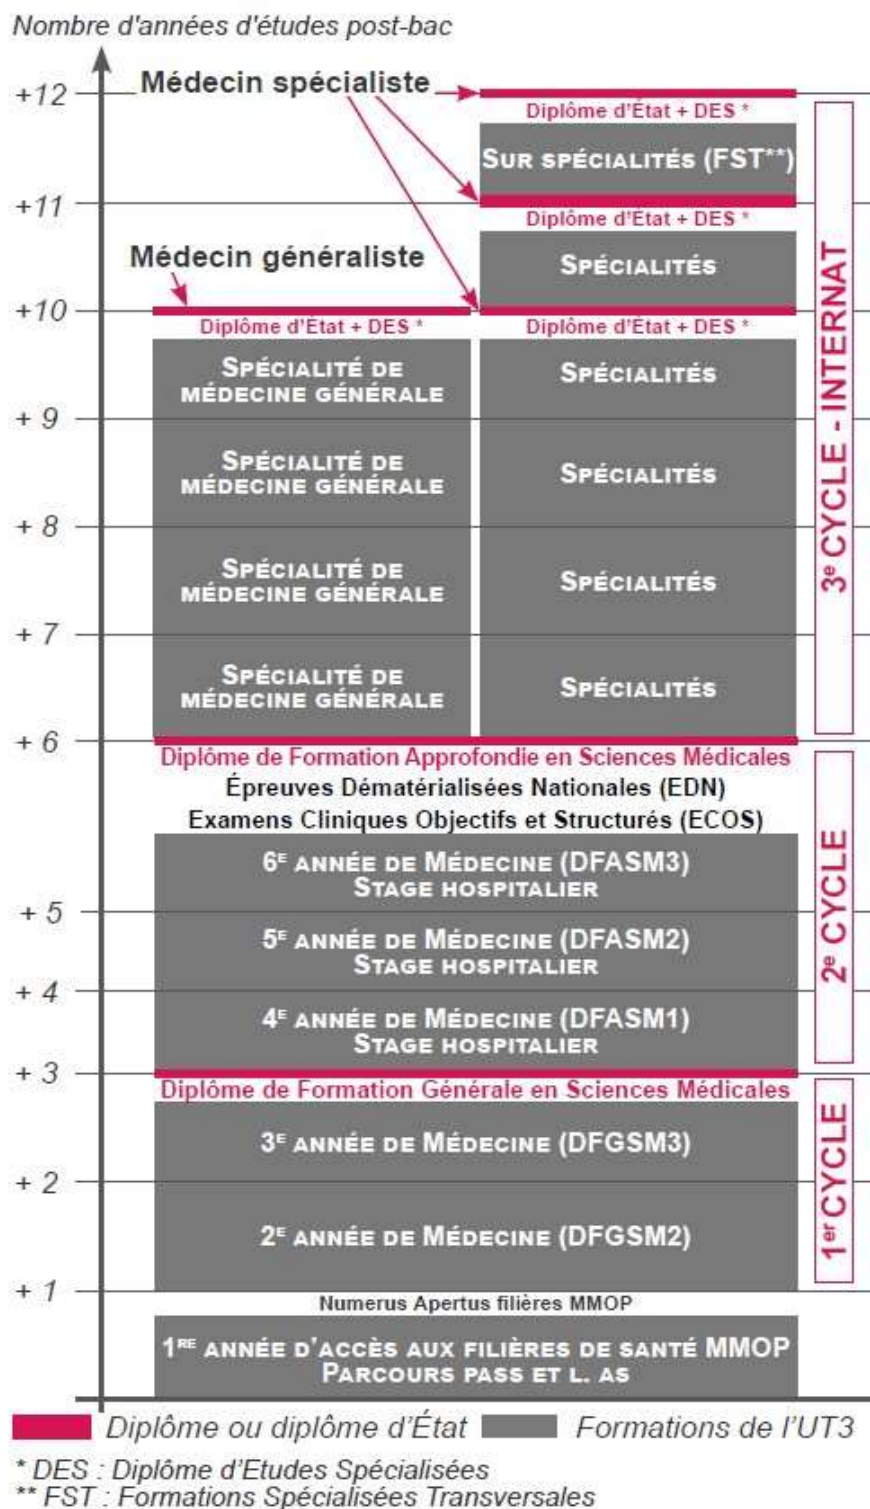 Nombre d'années d'études post-bac
+12
Médecin spécialiste
Diplôme d'État + DES *
Sur spécialités (FST**)
+11
Diplôme d'État + DES *
Médecin généraliste
Spécialités
+10
Diplôme d'État + DES *
Diplôme d'État + DES *
Spécialité de
médecine générale
Spécialités
+ 9
Spécialité de
médecine générale
Spécialités
+ 8
Spécialité de
médecine générale
Spécialités
+ 7
Spécialité de
médecine générale
Spécialités
3e CYCLE - INTERNAT
+ 6
Diplôme de Formation Approfondie en Sciences Médicales
Épreuves Dématérialisées Nationales (EDN)
Examens Cliniques Objectifs et Structurés (ECOS)
6E année de Médecine (DFASM3)
Stage hospitalier
+ 5
5E année de Médecine (DFASM2)
Stage hospitalier
+ 4
4E année de Médecine (DFASM1)
Stage hospitalier
2e CYCLE
+ 3
Diplôme de Formation Générale en Sciences Médicales
3E année de Médecine (DFGSM3)
+ 2
2E année de Médecine (DFGSM2)
1er CYCLE
+ 1
Numerus Apertus filières MMOP
1RE année d'accès aux filières de santé MMOP
Parcours pass et l. as
Diplôme ou diplôme d'État
Formations de l'UT3
* DES : Diplôme d'Etudes Spécialisées
** FST : Formations Spécialisées Transversales